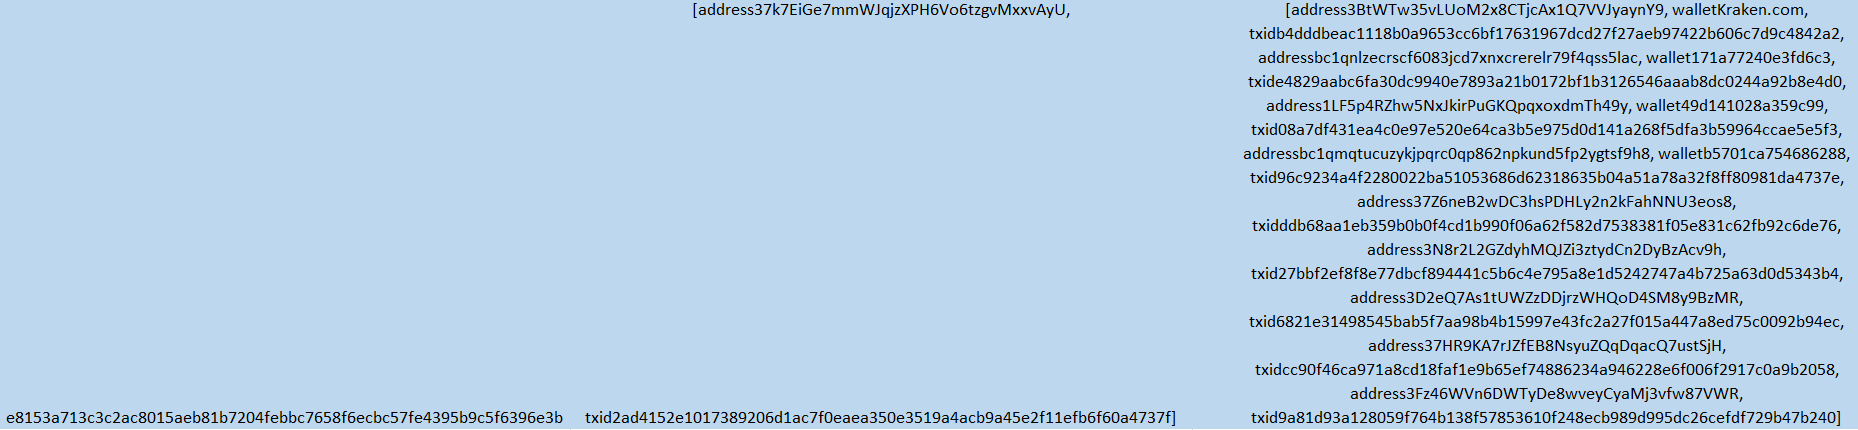 [address37k7EiGe7mmWJqjzXPH6Vo6tzgvMxxvAyU,
[address3BtWTw35vLUoM2x8CTjcAx1Q7VVJyaynY9, walletKraken.com,
txidb4dddbeac1118b0a9653cc6bf17631967dcd27f27aeb97422b606c7d9c4842a2,
addressbc1qnlzecrscf6083jcd7xnxcrerelr79f4qss5lac, wallet171a77240e3fd6c3,
txide4829aabc6fa30dc9940e7893a21b0172bf1b3126546aaab8dc0244a92b8e4d0,
address1LF5p4RZhw5NxJkirPuGKQpqxoxdmTh49y, wallet49d141028a359c99,
txid08a7df431ea4c0e97e520e64ca3b5e975d0d141a268f5dfa3b59964ccae5e5f3,
addressbc1qmqtucuzykjpqrc0qp862npkund5fp2ygtsf9h8, walletb5701ca754686288,
txid96c9234a4f2280022ba51053686d62318635b04a51a78a32f8ff80981da4737e,
address37Z6neB2wDC3hsPDHLy2n2kFahNNU3eos8,
txidddb68aa1eb359b0b0f4cd1b990f06a62f582d7538381f05e831c62fb92c6de76,
address3N8r2L2GZdyhMQJZi3ztydCn2DyBzAcv9h,
txid27bbf2ef8f8e77dbcf894441c5b6c4e795a8e1d5242747a4b725a63d0d5343b4,
address3D2eQ7As1tUWZzDDjrzWHQoD4SM8y9BzMR,
txid6821e31498545bab5f7aa98b4b15997e43fc2a27f015a447a8ed75c0092b94ec,
address37HR9KA7rJZfEB8NsyuZQqDqacQ7ustSjH,
txidcc90f46ca971a8cd18faf1e9b65ef74886234a946228e6f006f2917c0a9b2058,
address3Fz46WVn6DWTyDe8wveyCyaMj3vfw87VWR,
e8153a713c3c2ac8015aeb81b7204febbc7658f6ecbc57fe4395b9c5f6396e3b
txid2ad4152e1017389206d1ac7f0eaea350e3519a4acb9a45e2f11efb6f60a4737f]
txid9a81d93a128059f764b138f57853610f248ecb989d995dc26cefdf729b47b240]